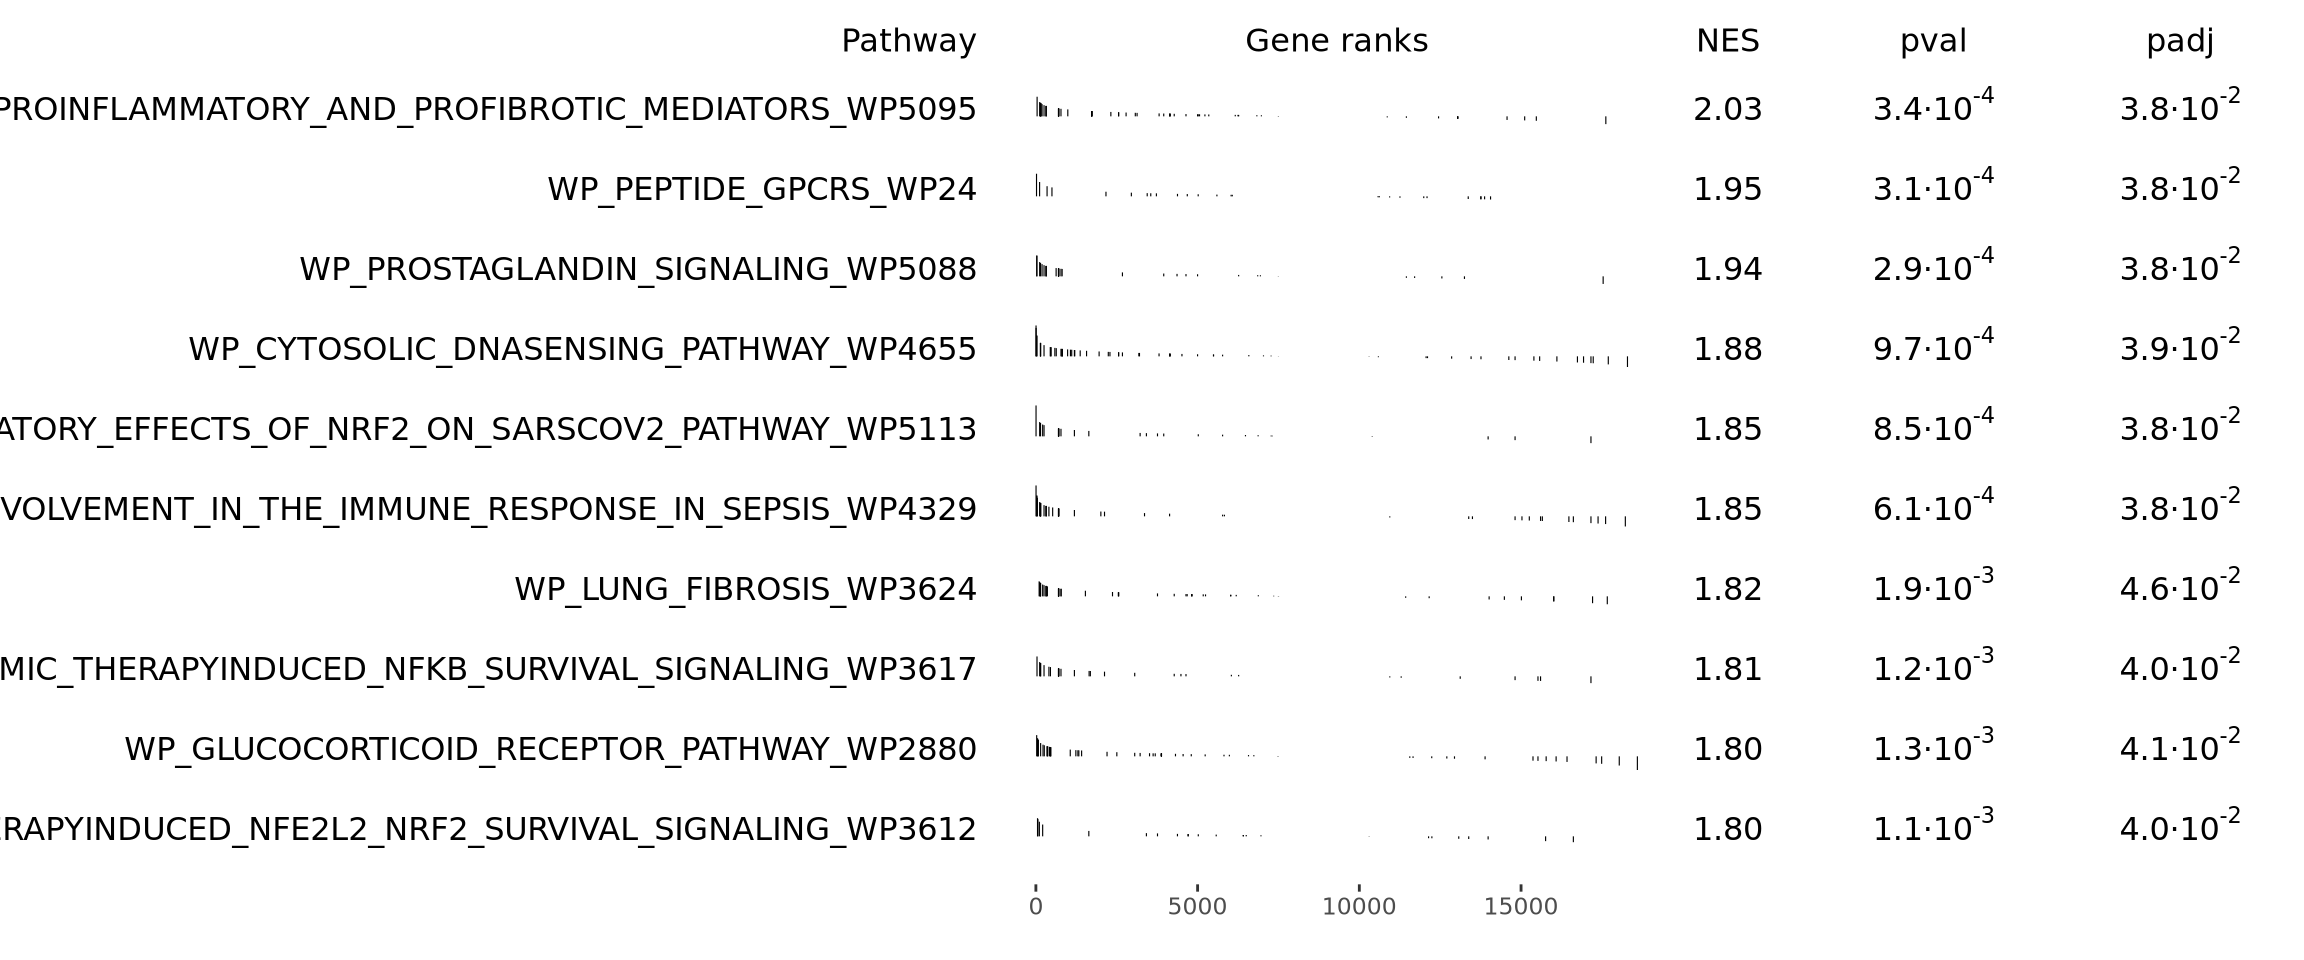 Pathway Gene ranks NES pval padj
PROINFLAMMATORY_AND_PROFIBROTIC_MEDIATORS_WP5095 2.03 3.4·10⁻⁴ 3.8·10⁻²
WP_PEPTIDE_GPCRS_WP24 1.95 3.1·10⁻⁴ 3.8·10⁻²
WP_PROSTAGLANDIN_SIGNALING_WP5088 1.94 2.9·10⁻⁴ 3.8·10⁻²
WP_CYTOSOLIC_DNASENSING_PATHWAY_WP4655 1.88 9.7·10⁻⁴ 3.9·10⁻²
ATORY_EFFECTS_OF_NRF2_ON_SARSCOV2_PATHWAY_WP5113 1.85 8.5·10⁻⁴ 3.8·10⁻²
VOLVEMENT_IN_THE_IMMUNE_RESPONSE_IN_SEPSIS_WP4329 1.85 6.1·10⁻⁴ 3.8·10⁻²
WP_LUNG_FIBROSIS_WP3624 1.82 1.9·10⁻³ 4.6·10⁻²
MIC_THERAPYINDUCED_NFKB_SURVIVAL_SIGNALING_WP3617 1.81 1.2·10⁻³ 4.0·10⁻²
WP_GLUCOCORTICOID_RECEPTOR_PATHWAY_WP2880 1.80 1.3·10⁻³ 4.1·10⁻²
RAPYINDUCED_NFE2L2_NRF2_SURVIVAL_SIGNALING_WP3612 1.80 1.1·10⁻³ 4.0·10⁻²
0 5000 10000 15000